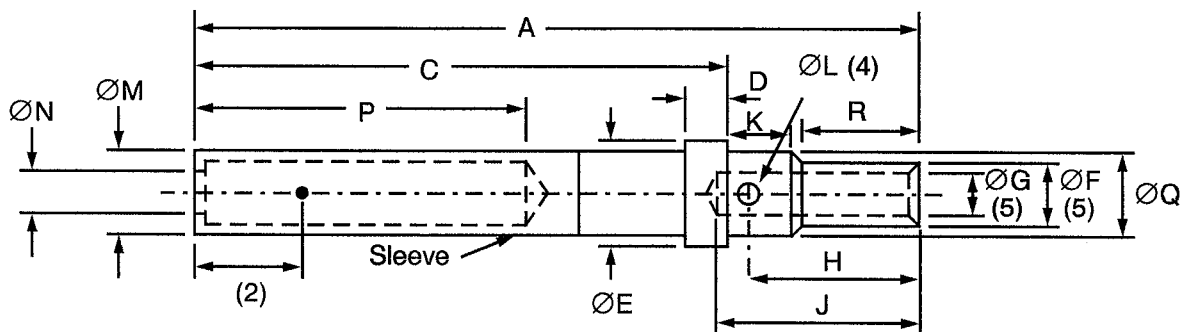 A
C
ØL (4)
D
ØM
P
K
R
ØN
ØG
(5)
ØF
(5)
ØQ
Sleeve
(2)
ØE
H
J